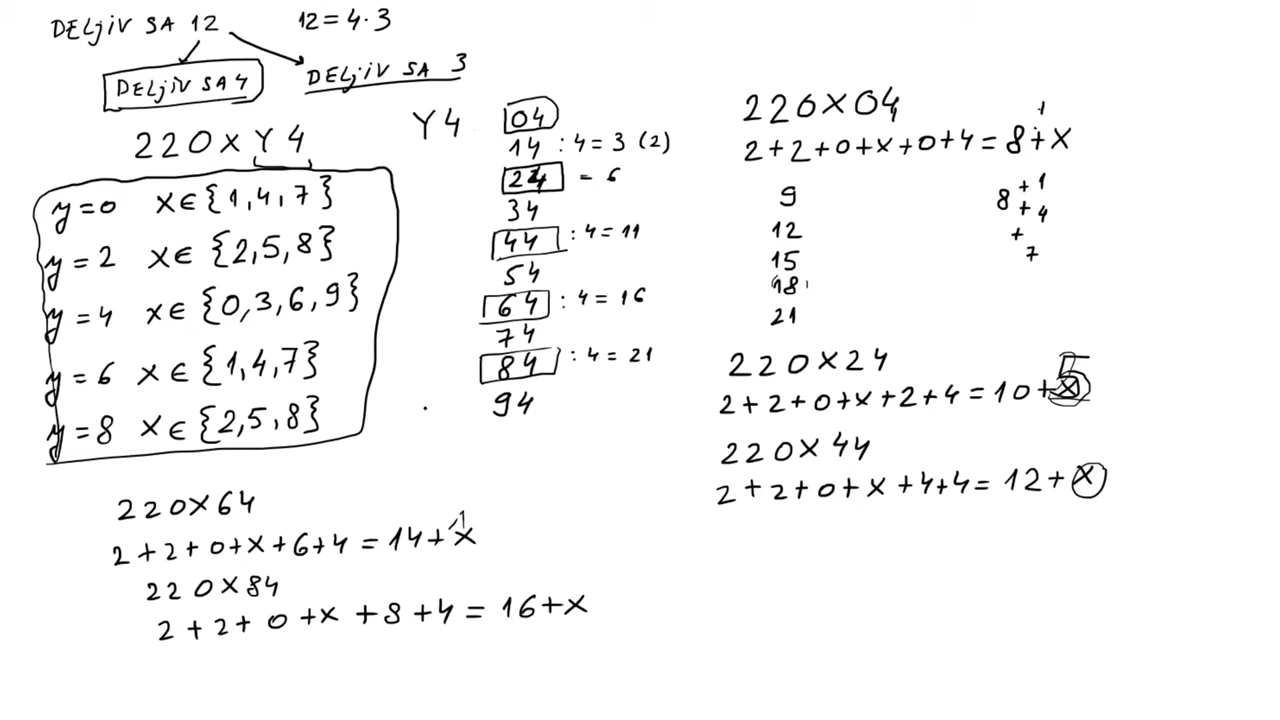 DELjiV SA 12 12 = 4 · 3
DELjiV SA 4 DELjiV SA 3
220XY4
y = 0 X ∈ {1, 4, 7}
y = 2 X ∈ {2, 5, 8}
y = 4 X ∈ {0, 3, 6, 9}
y = 6 X ∈ {1, 4, 7}
y = 8 X ∈ {2, 5, 8}
Y4
04
14 : 4 = 3 (2)
24 = 6
34
44 : 4 = 11
54
64 : 4 = 16
74
84 : 4 = 21
94
220X04
2 + 2 + 0 + X + 0 + 4 = 8 + X
1
9
12
15
18
21
8 + 1
+ 4
+
7
220X24
2 + 2 + 0 + X + 2 + 4 = 10 + X
5
220X44
2 + 2 + 0 + X + 4 + 4 = 12 + X
220X64
2 + 2 + 0 + X + 6 + 4 = 14 + X
1
220X84
2 + 2 + 0 + X + 8 + 4 = 16 + X